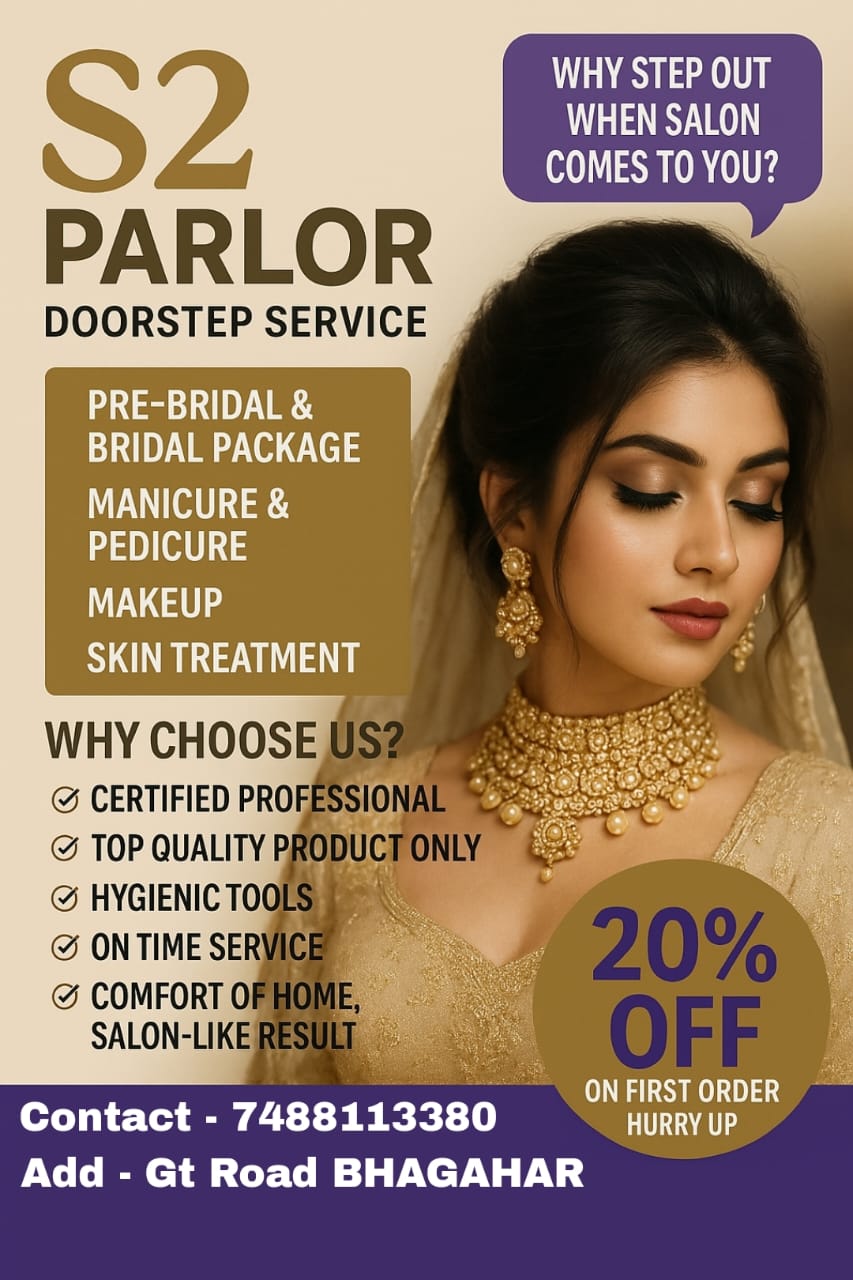 S2
PARLOR
DOORSTEP SERVICE
WHY STEP OUT
WHEN SALON
COMES TO YOU?
PRE-BRIDAL &
BRIDAL PACKAGE
MANICURE &
PEDICURE
MAKEUP
SKIN TREATMENT
WHY CHOOSE US?
CERTIFIED PROFESSIONAL
TOP QUALITY PRODUCT ONLY
HYGIENIC TOOLS
ON TIME SERVICE
COMFORT OF HOME,
SALON-LIKE RESULT
20%
OFF
ON FIRST ORDER
HURRY UP
Contact - 7488113380
Add - Gt Road BHAGAHAR